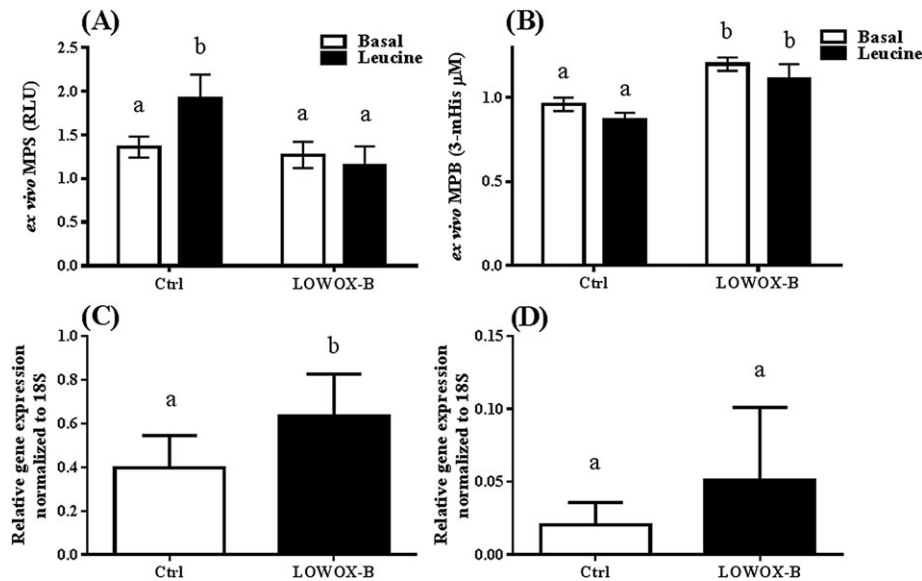 (A)
Basal
Leucine
ex vivo MPS (RLU)
2.5
2.0
1.5
1.0
0.5
0.0
a
b
a
a
Ctrl
LOWOX-B
(B)
Basal
Leucine
ex vivo MPB (3-mHis µM)
1.0
0.5
0.0
a
a
b
b
Ctrl
LOWOX-B
(C)
Relative gene expression
normalized to 18S
1.0
0.8
0.6
0.4
0.2
0.0
a
b
Ctrl
LOWOX-B
(D)
Relative gene expression
normalized to 18S
0.15
0.10
0.05
0.00
a
a
Ctrl
LOWOX-B